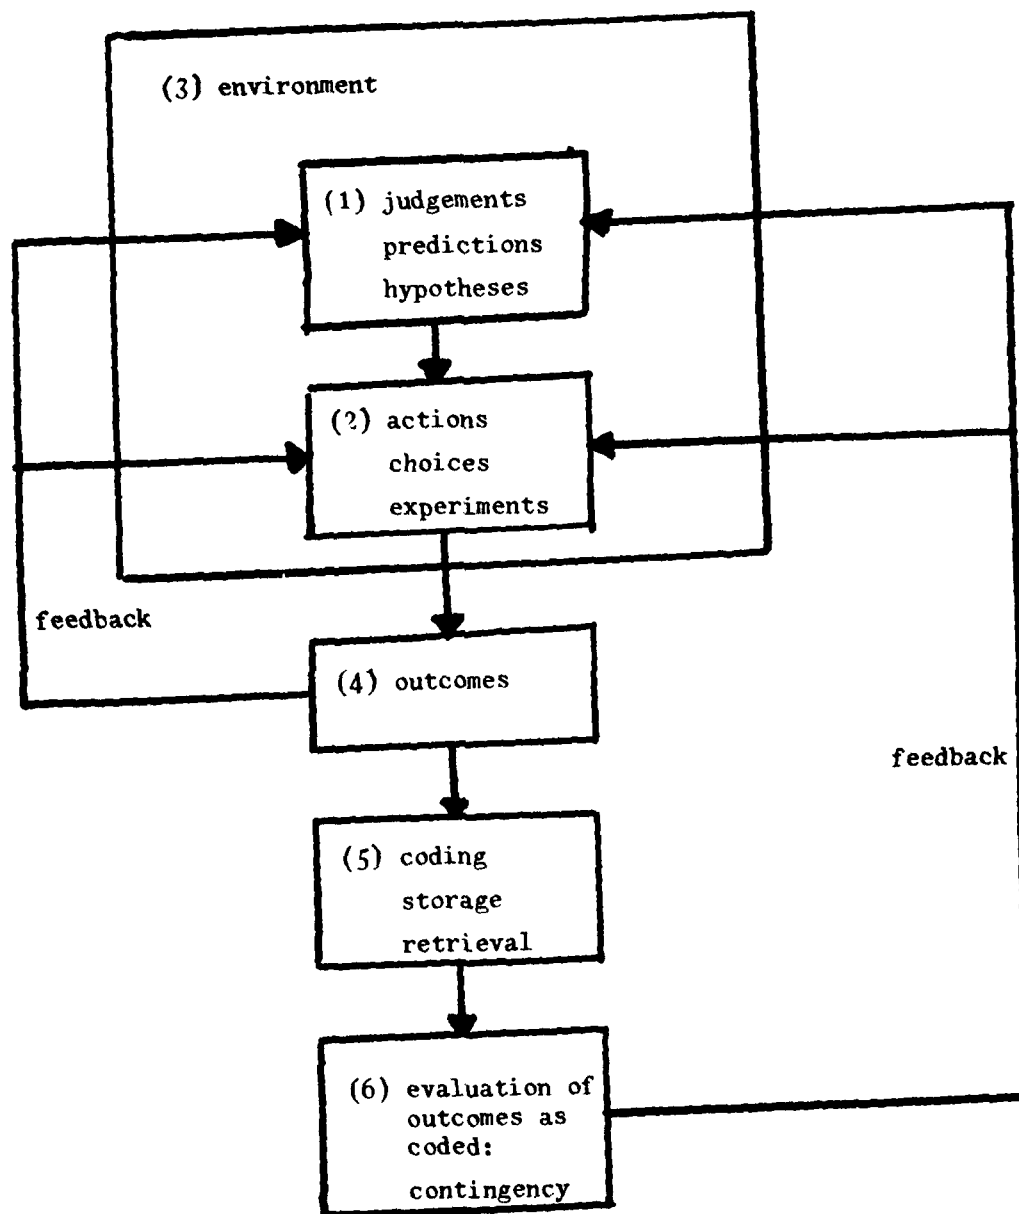 (3) environment
(1) judgements
predictions
hypotheses
(2) actions
choices
experiments
feedback
(4) outcomes
feedback
(5) coding
storage
retrieval
(6) evaluation of
outcomes as
coded:
contingency